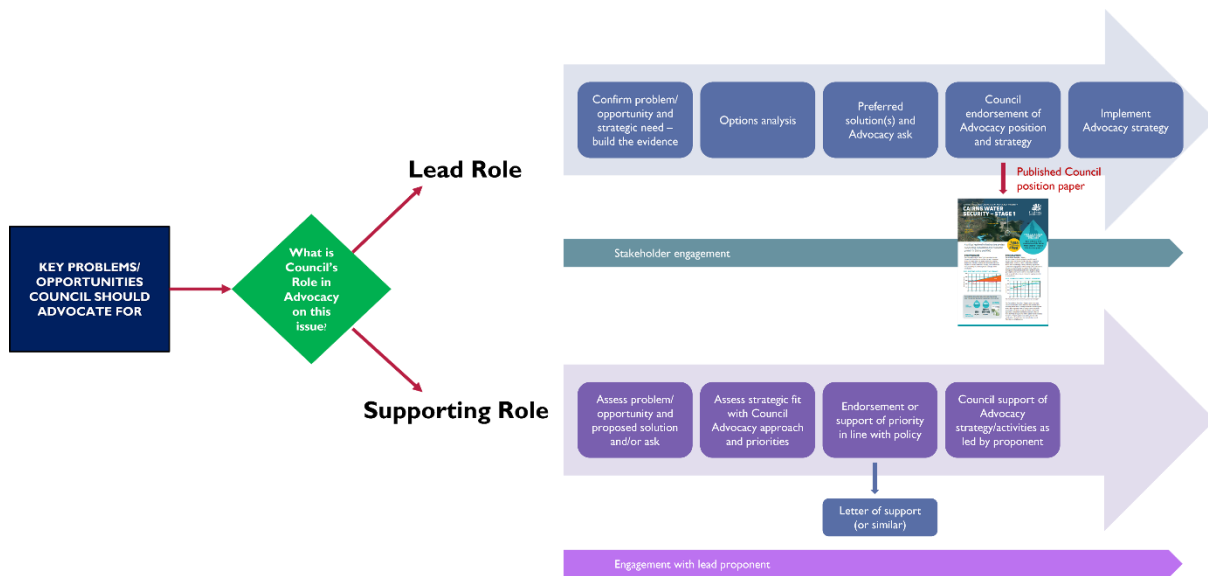 KEY PROBLEMS/
OPPORTUNITIES
COUNCIL SHOULD
ADVOCATE FOR
What is
Council's
Role in
Advocacy
on this
issue?
Lead Role
Confirm problem/
opportunity and
strategic need –
build the evidence
Options analysis
Preferred
solution(s) and
Advocacy ask
Council
endorsement of
Advocacy position
and strategy
Implement
Advocacy strategy
Published Council
position paper
CAIRNS WATER
SECURITY – STAGE 1
Stakeholder engagement
Supporting Role
Assess problem/
opportunity and
proposed solution
and/or ask
Assess strategic fit
with Council
Advocacy approach
and priorities
Endorsement or
support of priority
in line with policy
Council support of
Advocacy
strategy/activities as
led by proponent
Letter of support
(or similar)
Engagement with lead proponent